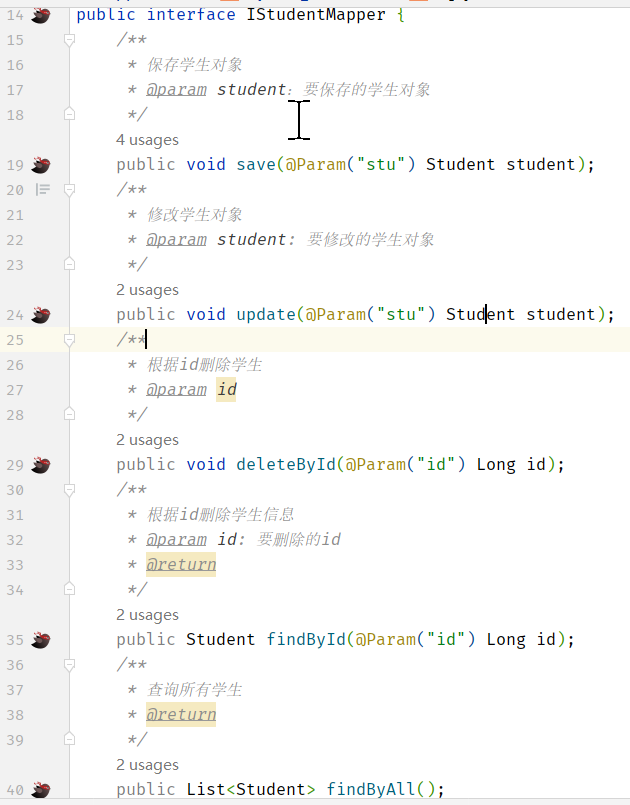 14 public interface IStudentMapper {
15 /**
16 * 保存学生对象
17 * @param student：要保存的学生对象
18 */
4 usages
19 public void save(@Param("stu") Student student);
20 /**
21 * 修改学生对象
22 * @param student: 要修改的学生对象
23 */
2 usages
24 public void update(@Param("stu") Student student);
25 /**
26 * 根据id删除学生
27 * @param id
28 */
2 usages
29 public void deleteById(@Param("id") Long id);
30 /**
31 * 根据id删除学生信息
32 * @param id: 要删除的id
33 * @return
34 */
2 usages
35 public Student findById(@Param("id") Long id);
36 /**
37 * 查询所有学生
38 * @return
39 */
2 usages
40 public List<Student> findByAll();